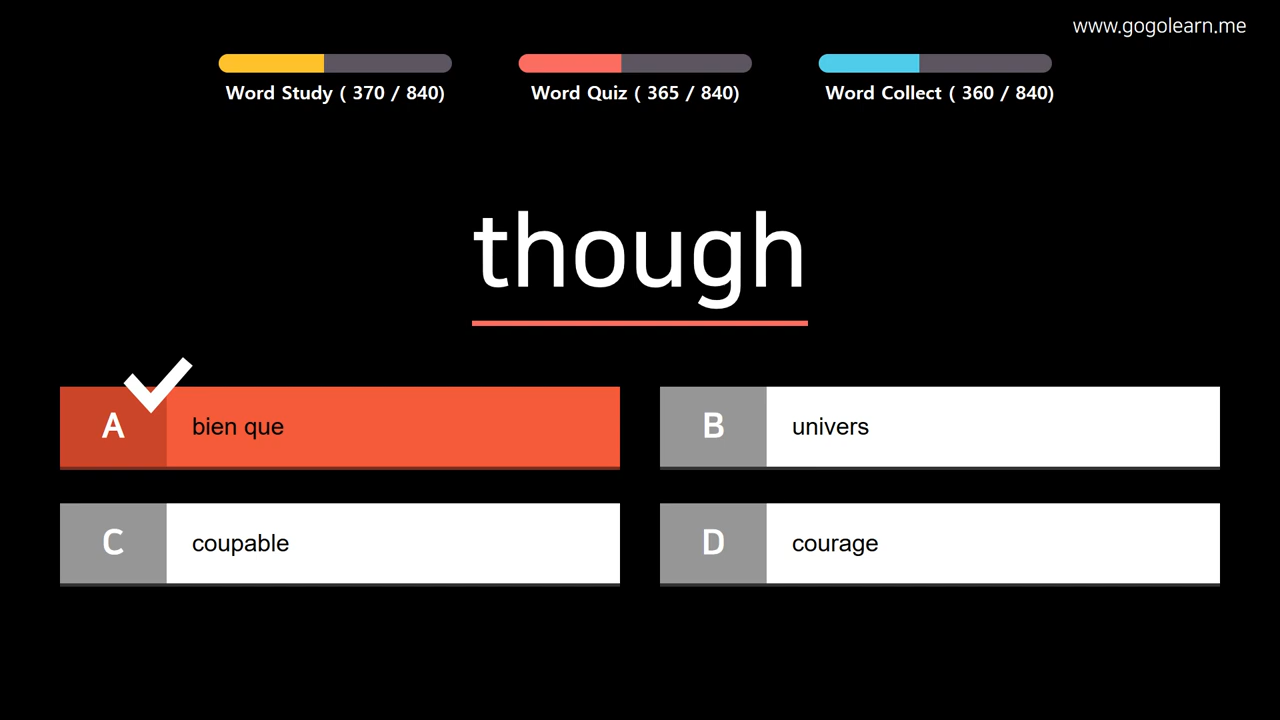 www.gogolearn.me
Word Study ( 370 / 840)
Word Quiz ( 365 / 840)
Word Collect ( 360 / 840)
though
A
bien que
B
univers
C
coupable
D
courage